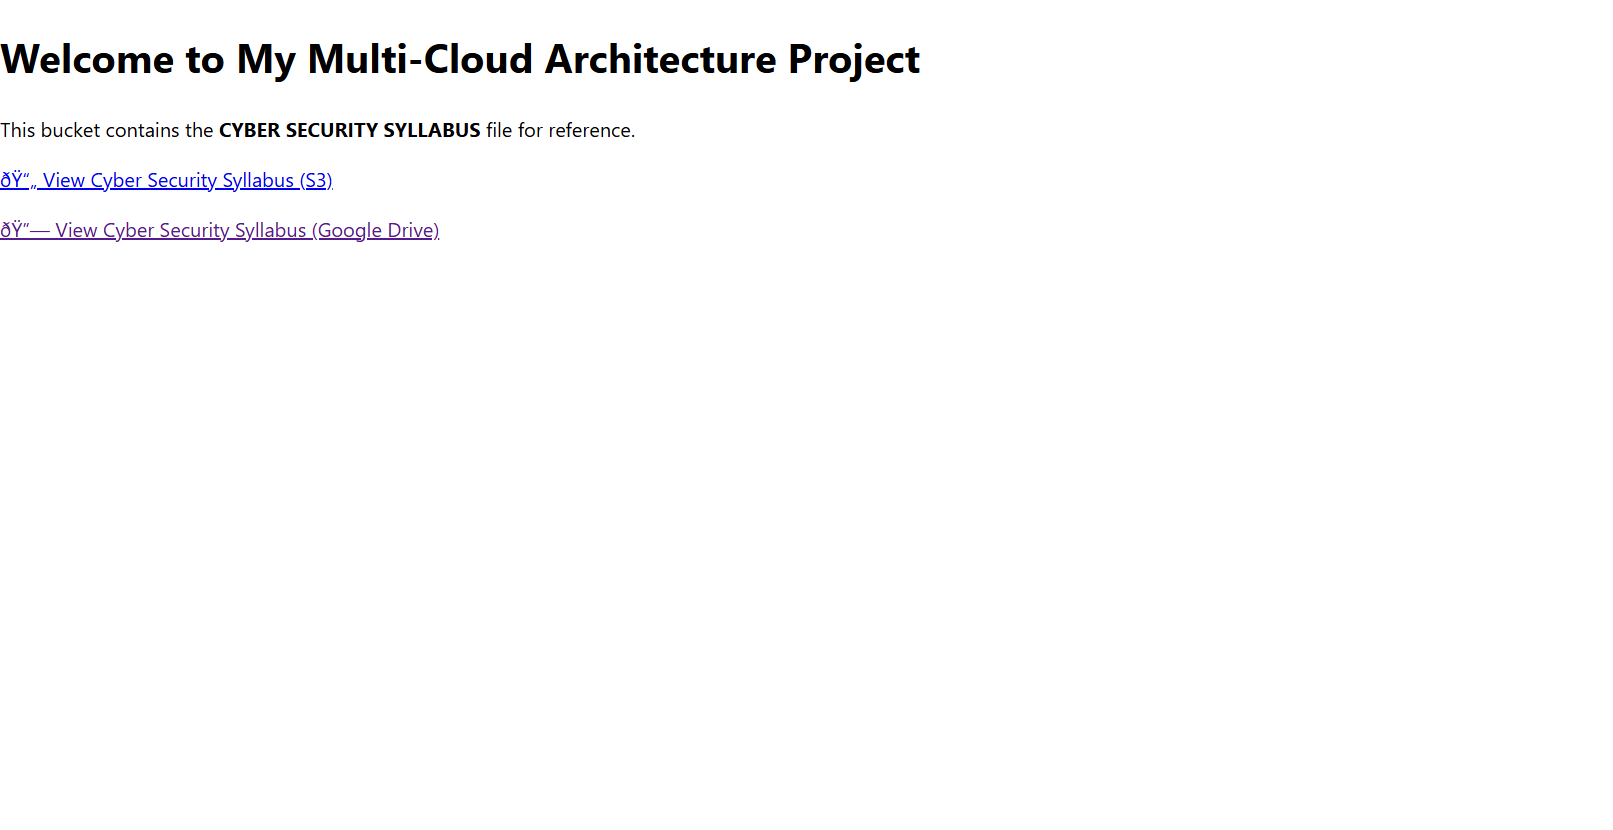 Welcome to My Multi-Cloud Architecture Project
This bucket contains the CYBER SECURITY SYLLABUS file for reference.
ðŸ“„ View Cyber Security Syllabus (S3)
ðŸ”— View Cyber Security Syllabus (Google Drive)